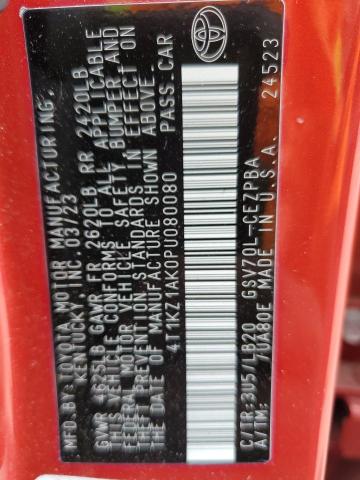 MFD. BY: TOYOTA MOTOR MANUFACTURING.
KENTUCKY. INC. 03/23
GVWR 4625LB GAWR FR 2620LB RR 2420LB
THIS VEHICLE CONFORMS TO ALL APPLICABLE
FEDERAL MOTOR VEHICLE SAFETY, BUMPER AND
THEFT PREVENTION STANDARDS IN EFFECT ON
THE DATE OF MANUFACTURE SHOWN ABOVE.
4T1KZ1AK0PU080080 PASS.CAR
C/TR:3U5/LB20 GSV70L-CEZPBA
A/TM: /UA80E MADE IN U.S.A.
24523
TOYOTA